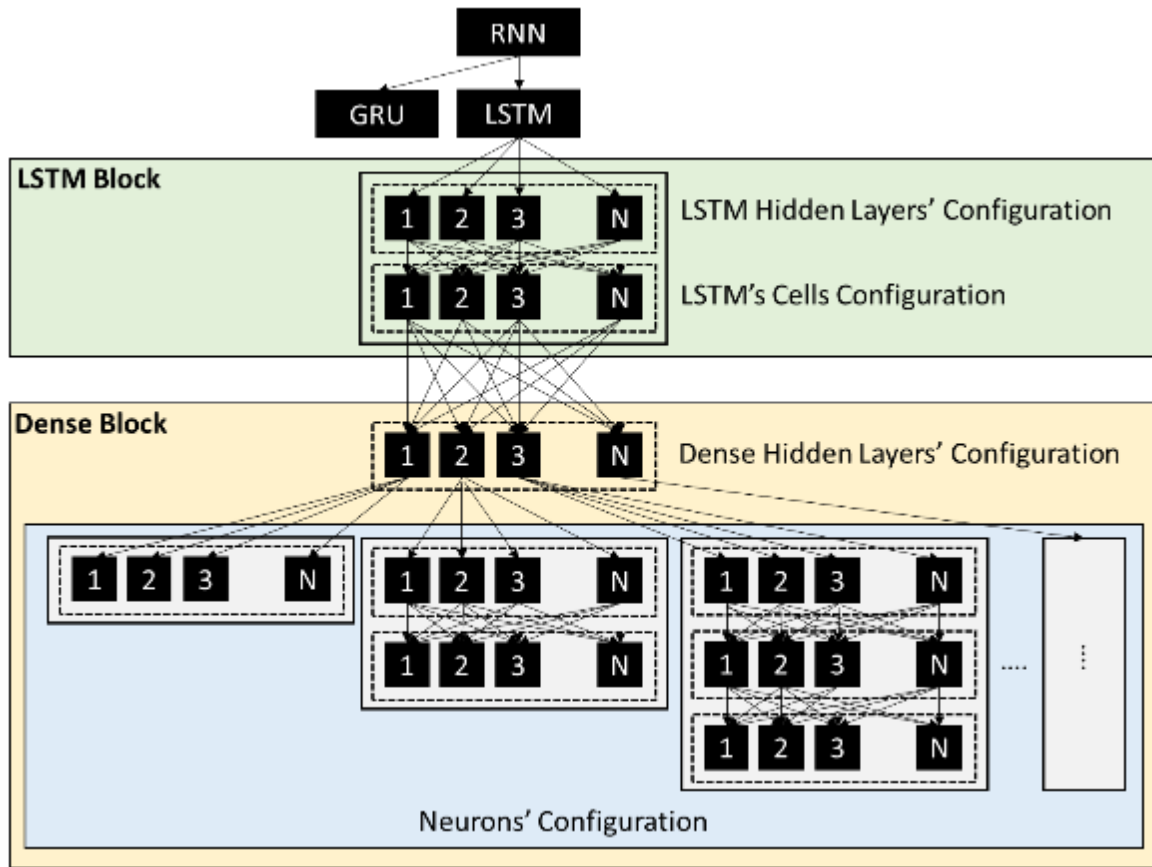 RNN
GRU LSTM
LSTM Block
1 2 3 N LSTM Hidden Layers' Configuration
1 2 3 N LSTM's Cells Configuration
Dense Block
1 2 3 N Dense Hidden Layers' Configuration
1 2 3 N 1 2 3 N 1 2 3 N
1 2 3 N 1 2 3 N .... ....
1 2 3 N
Neurons' Configuration